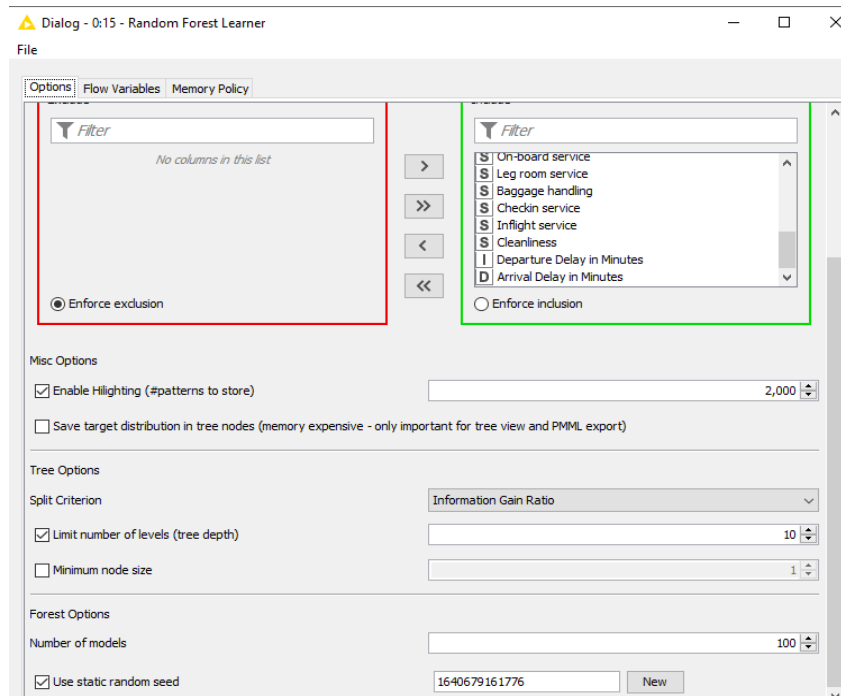 Dialog - 0:15 - Random Forest Learner
File
Options Flow Variables Memory Policy
Filter
Filter
No columns in this list
S On-board service
S Leg room service
S Baggage handling
S Checkin service
S Inflight service
S Cleanliness
I Departure Delay in Minutes
D Arrival Delay in Minutes
>
>>
<
<<
Enforce exclusion
Enforce inclusion
Misc Options
Enable Hilighting (#patterns to store) 2,000
Save target distribution in tree nodes (memory expensive - only important for tree view and PMML export)
Tree Options
Split Criterion Information Gain Ratio
Limit number of levels (tree depth) 10
Minimum node size 1
Forest Options
Number of models 100
Use static random seed 1640679161776 New